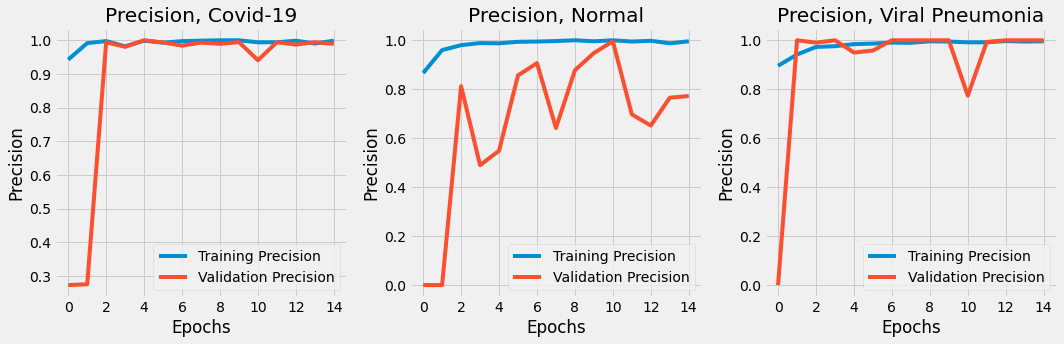 Precision, Covid-19
1.0
0.9
0.8
0.7
0.6
0.5
0.4
0.3
Precision
0 2 4 6 8 10 12 14
Epochs
Training Precision
Validation Precision
Precision, Normal
1.0
0.8
0.6
0.4
0.2
0.0
Precision
0 2 4 6 8 10 12 14
Epochs
Training Precision
Validation Precision
Precision, Viral Pneumonia
1.0
0.8
0.6
0.4
0.2
0.0
Precision
0 2 4 6 8 10 12 14
Epochs
Training Precision
Validation Precision